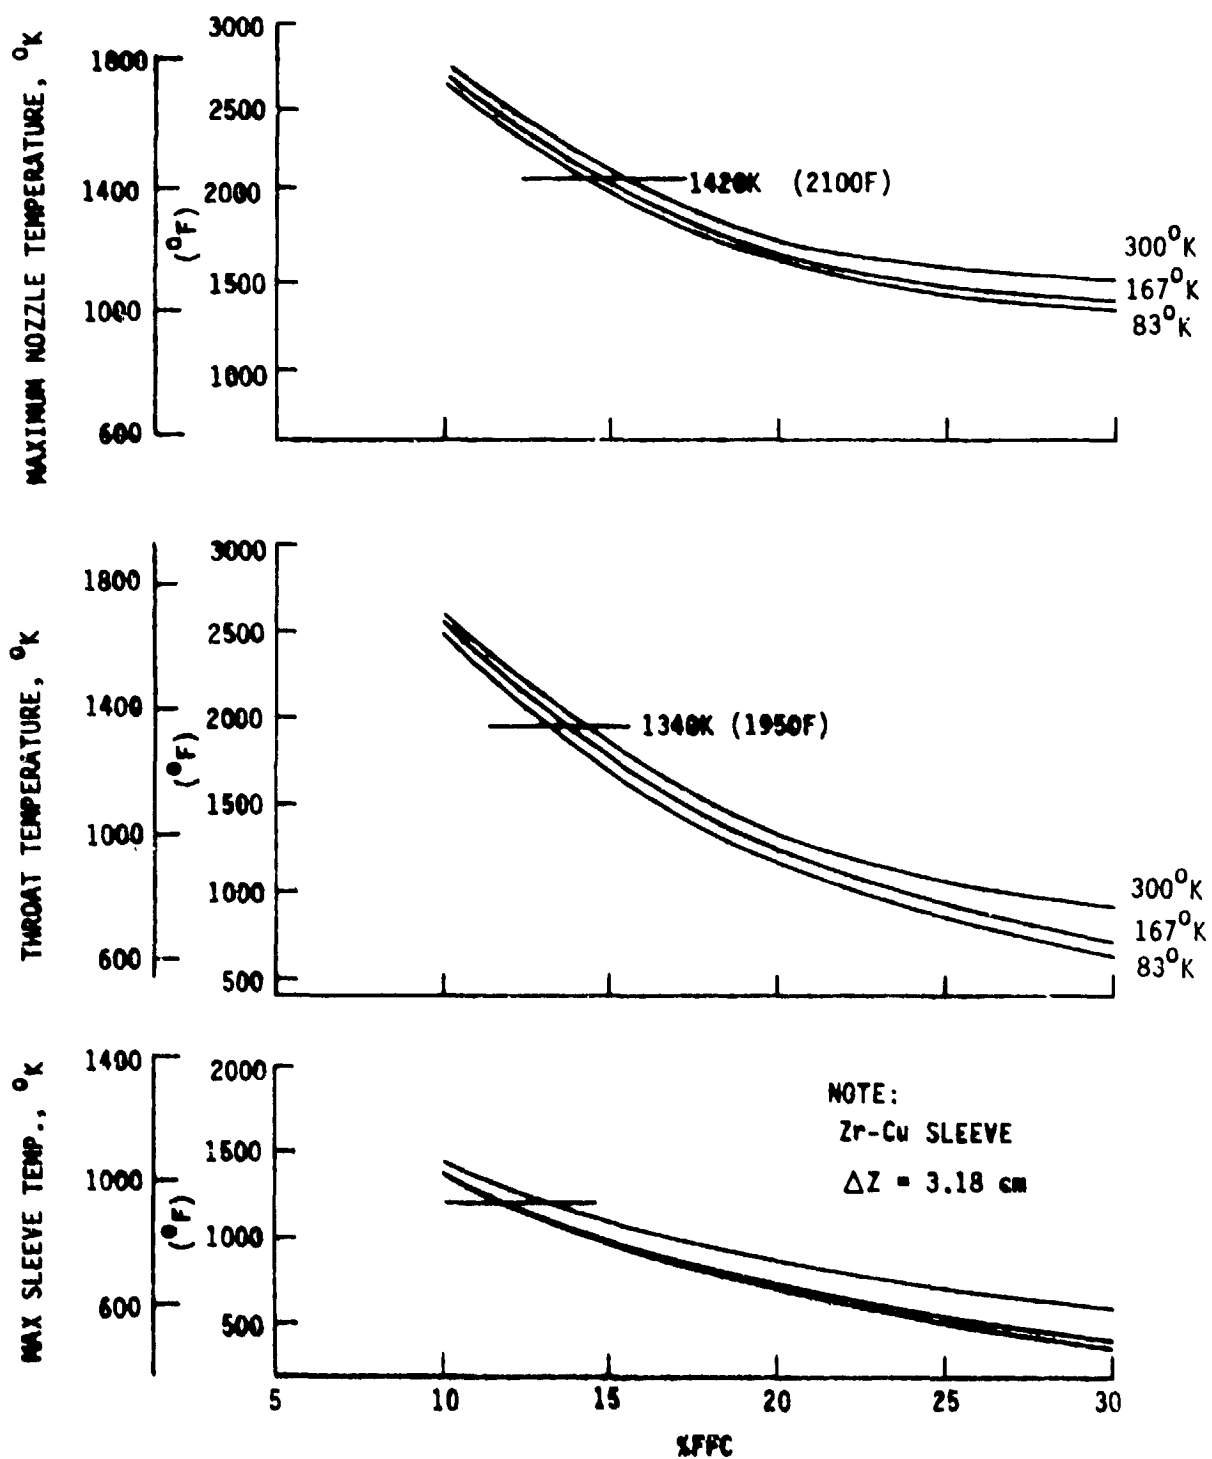 MAXIMUM NOZZLE TEMPERATURE, °K
1800
1400
1000
600
(°F)
3000
2500
2000
1500
1000
1420K (2100F)
300°K
167°K
83°K
THROAT TEMPERATURE, °K
1800
1400
1000
600
(°F)
3000
2500
2000
1500
1000
500
1340K (1950F)
300°K
167°K
83°K
MAX SLEEVE TEMP., °K
1400
1000
600
(°F)
2000
1500
1000
500
NOTE:
Zr-Cu SLEEVE
ΔZ = 3.18 cm
5 10 15 20 25 30
%FFC